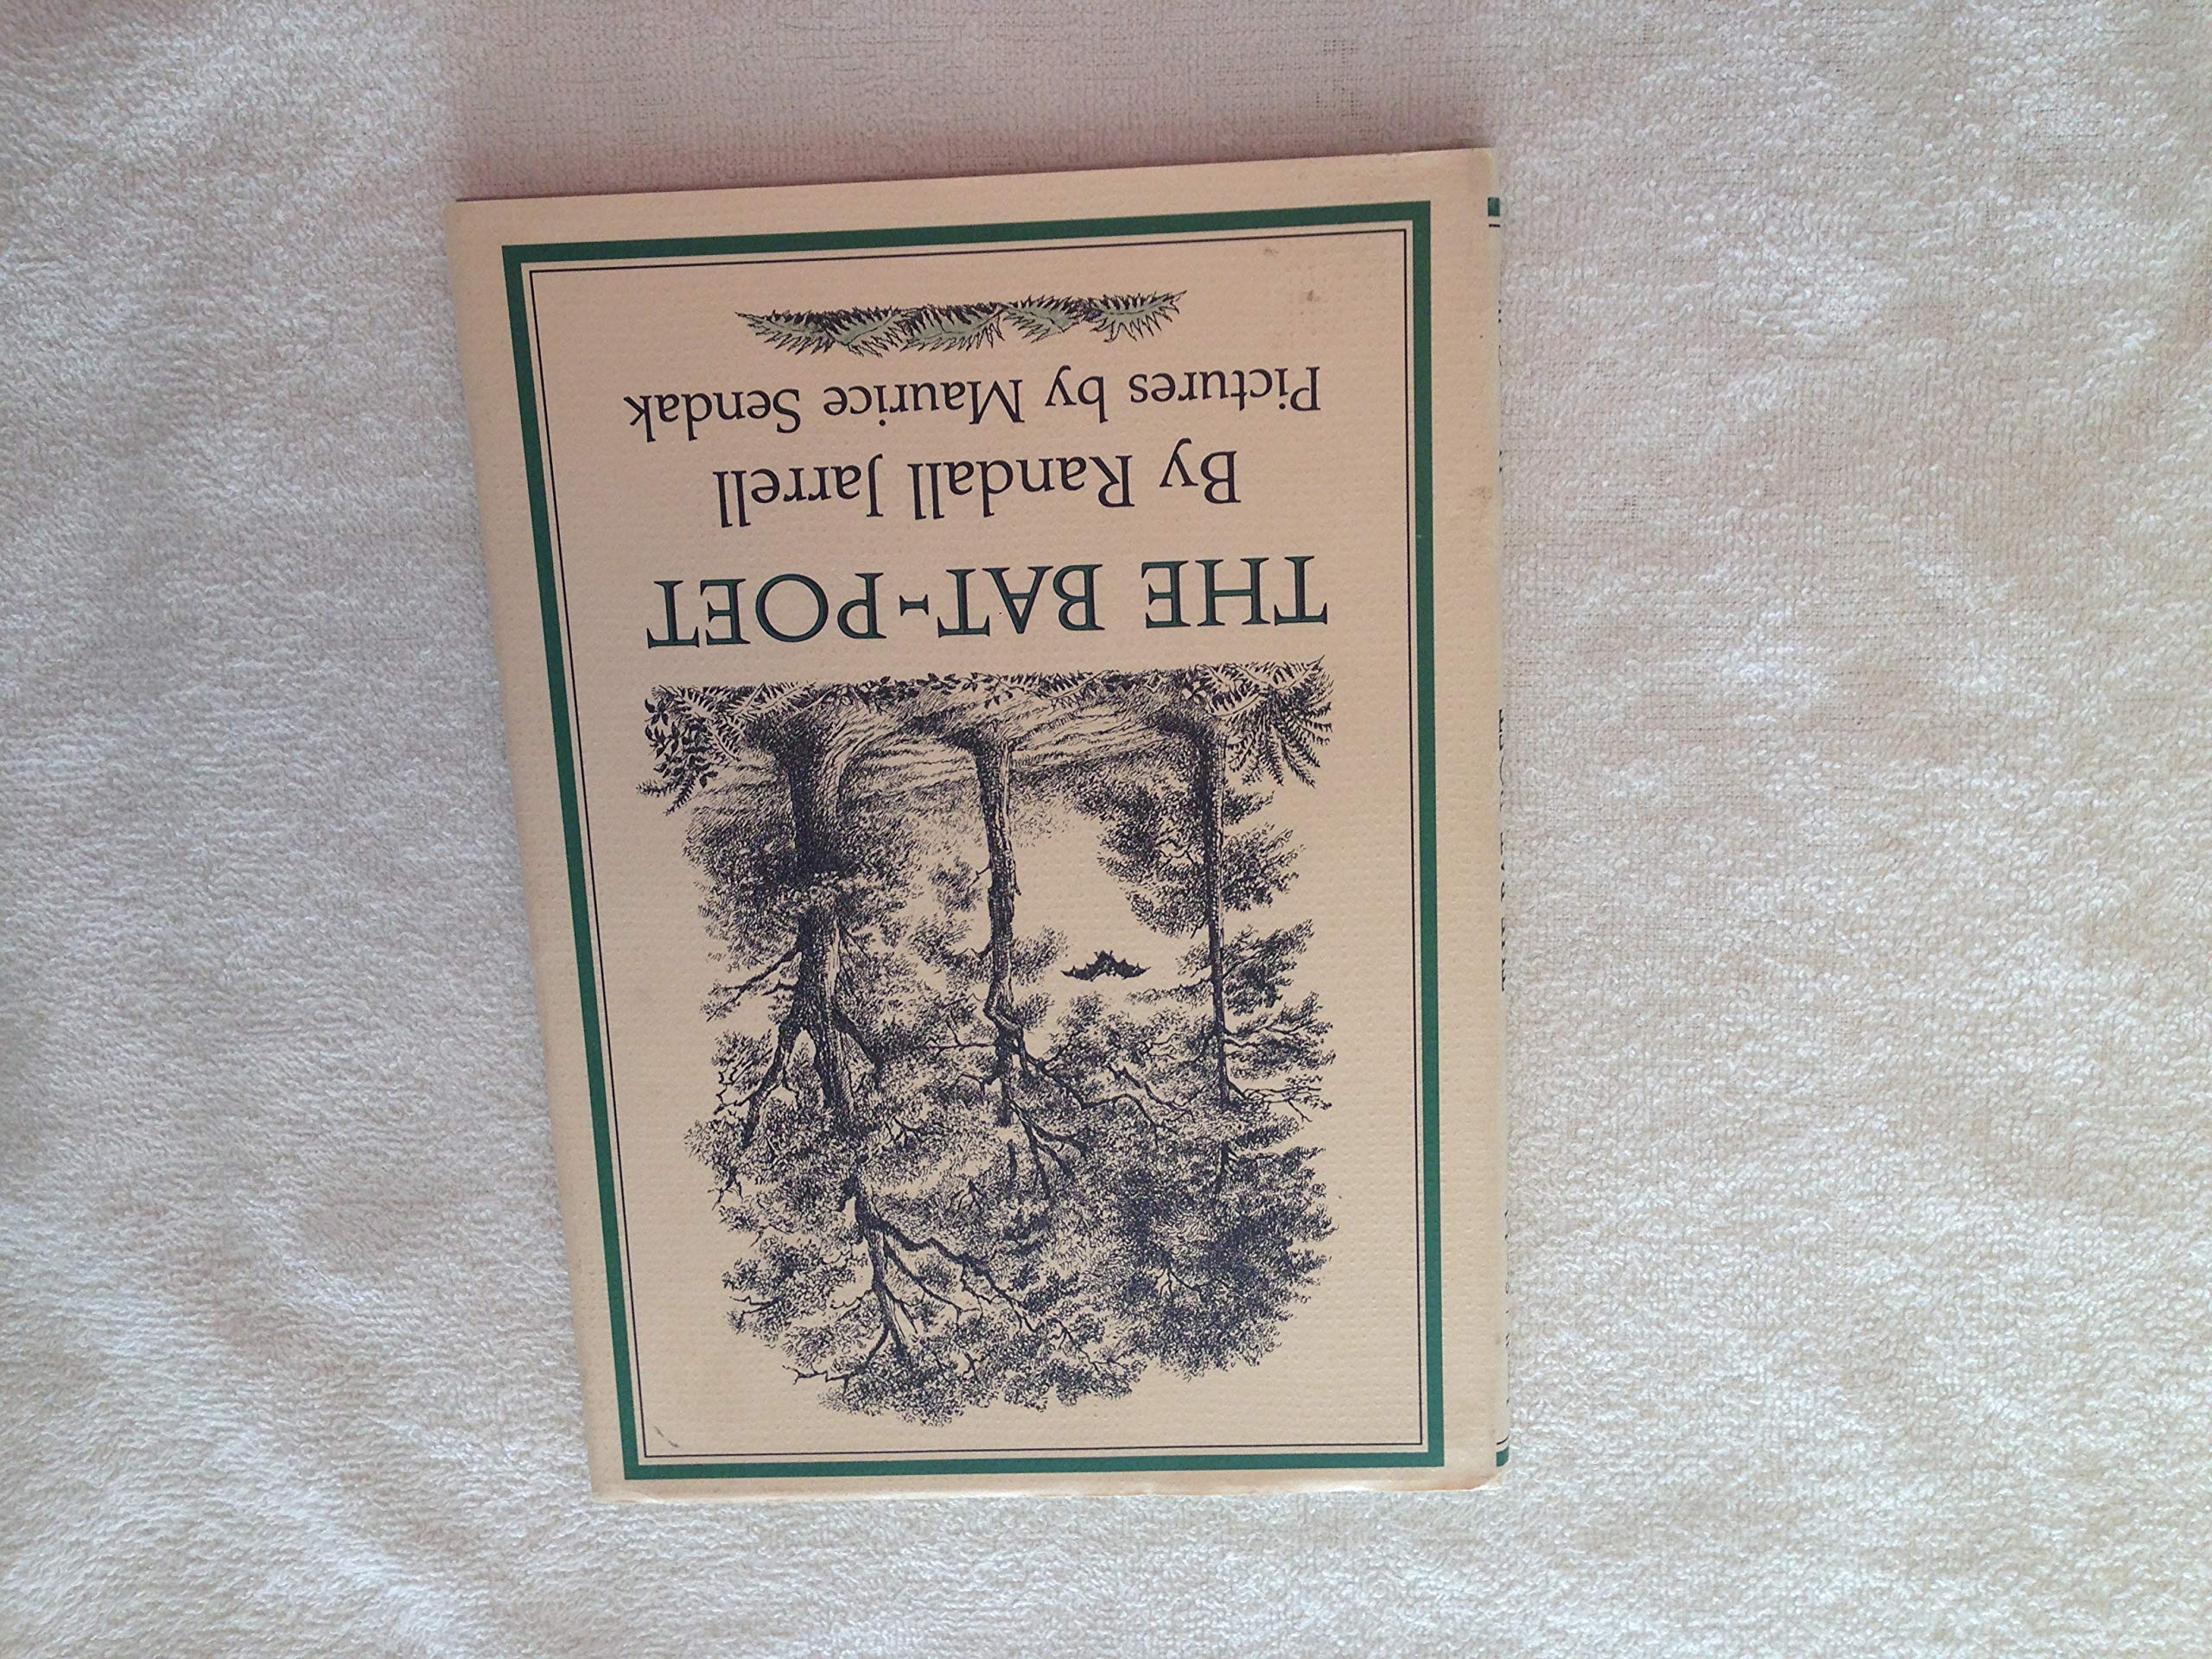 THE BAT-POET
By Randall Jarrell
Pictures by Maurice Sendak